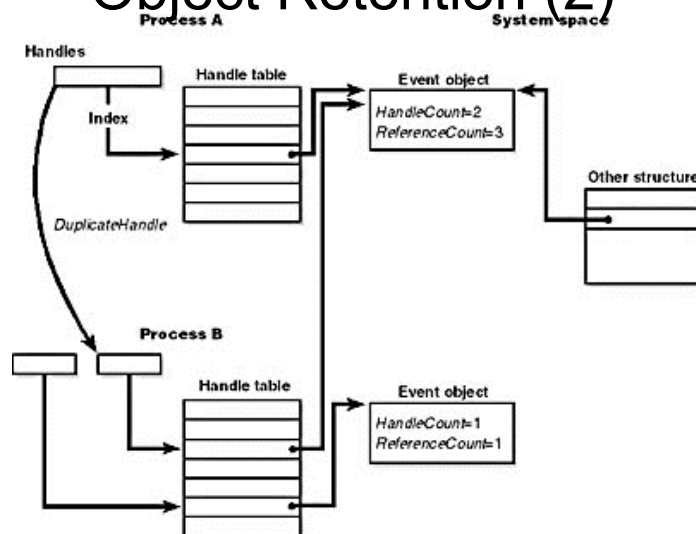 Object Retention (2)
Process A
System space
Handles
Handle table
Event object
Index
HandleCount=2
ReferenceCount=3
Other structure
DuplicateHandle
Process B
Handle table
Event object
HandleCount=1
ReferenceCount=1